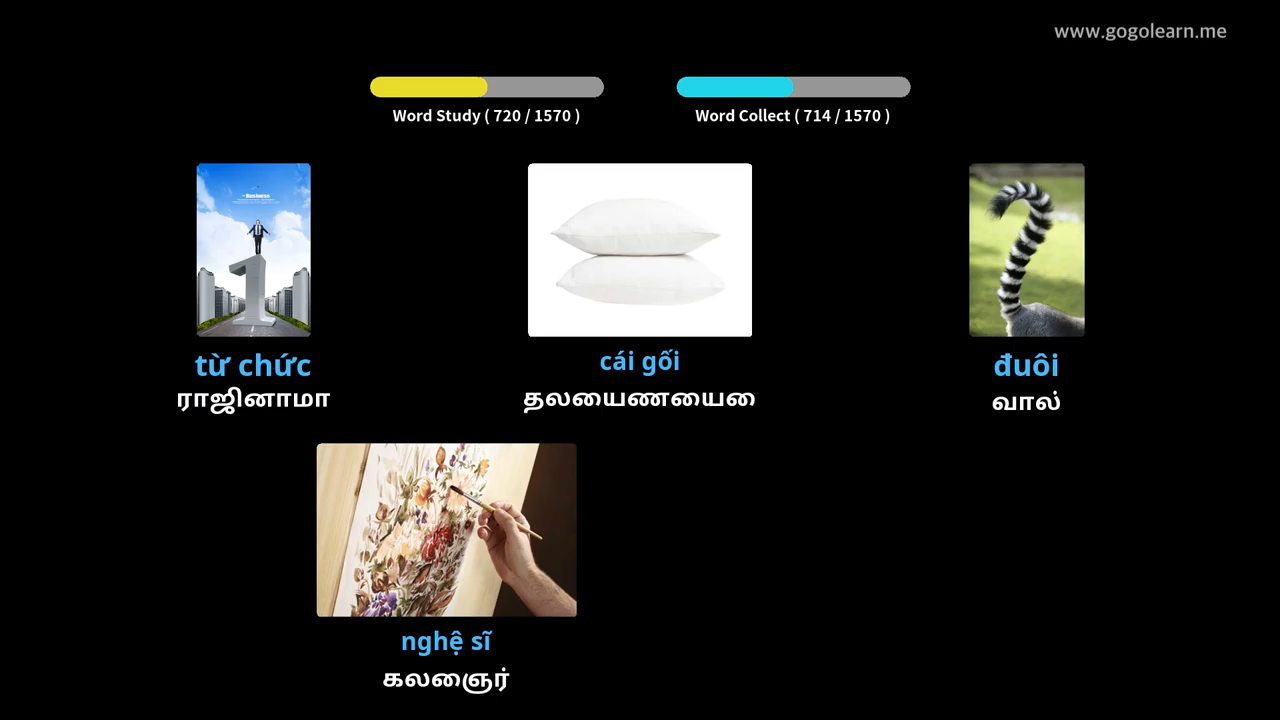 www.gogolearn.me
Word Study ( 720 / 1570 )
Word Collect ( 714 / 1570 )
từ chức
ராஜினாமா
cái gối
தலையணையை
đuôi
வால்
nghệ sĩ
கலைஞர்